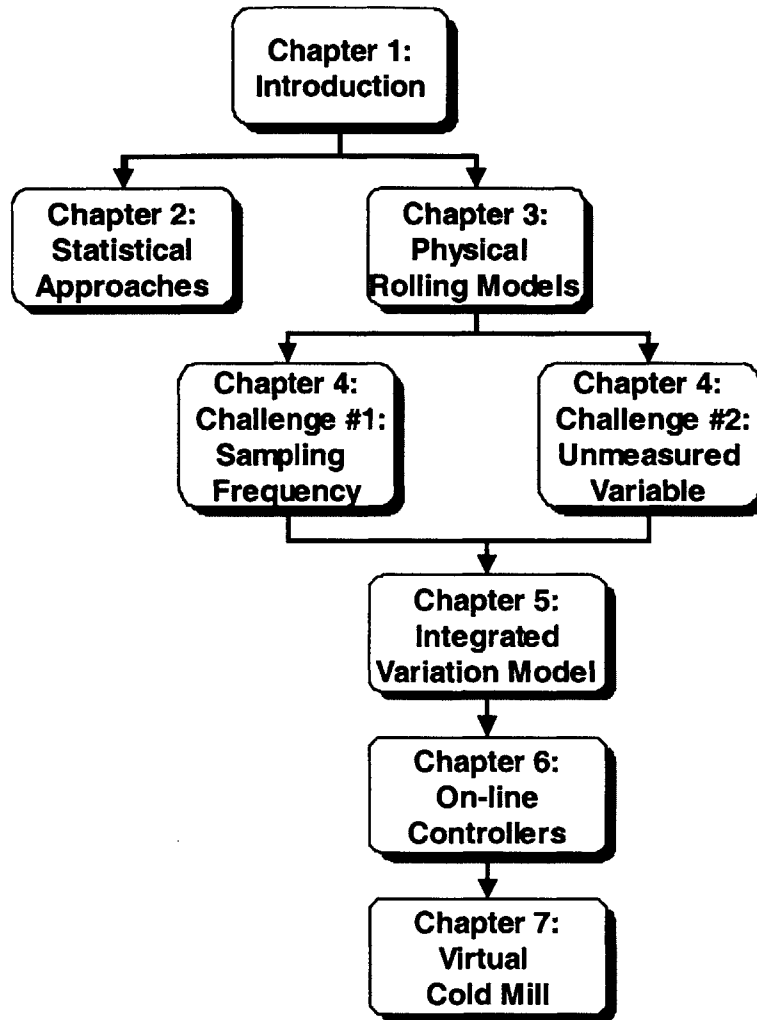 Chapter 1:
Introduction
Chapter 2:
Statistical
Approaches
Chapter 3:
Physical
Rolling Models
Chapter 4:
Challenge #1:
Sampling
Frequency
Chapter 4:
Challenge #2:
Unmeasured
Variable
Chapter 5:
Integrated
Variation Model
Chapter 6:
On-line
Controllers
Chapter 7:
Virtual
Cold Mill